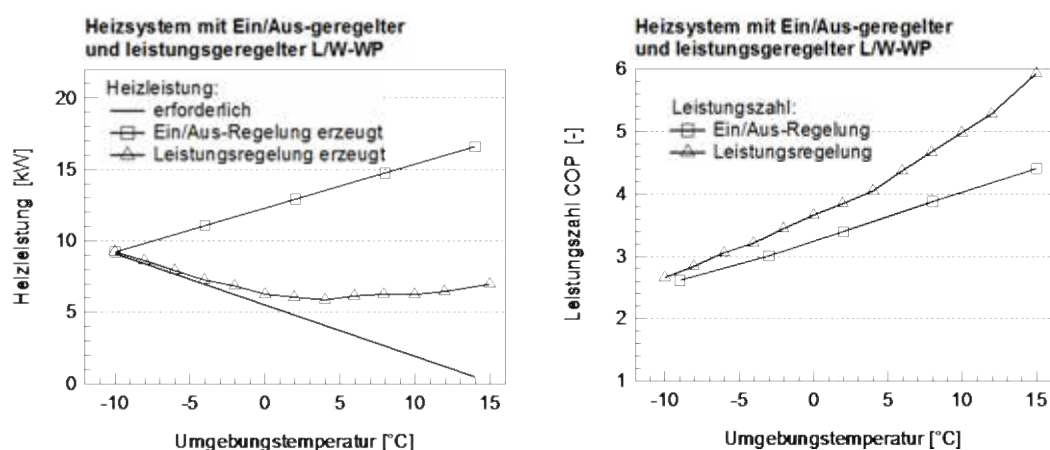 Heizsystem mit Ein/Aus-geregelter
und leistungsgeregelter L/W-WP
Heizleistung:
erforderlich
Ein/Aus-Regelung erzeugt
Leistungsregelung erzeugt
Heizleistung [kW]
20
15
10
5
0
-10
-5
0
5
10
15
Umgebungstemperatur [°C]
Heizsystem mit Ein/Aus-geregelter
und leistungsgeregelter L/W-WP
Leistungszahl:
Ein/Aus-Regelung
Leistungsregelung
Leistungszahl COP [-]
6
5
4
3
2
1
-10
-5
0
5
10
15
Umgebungstemperatur [°C]